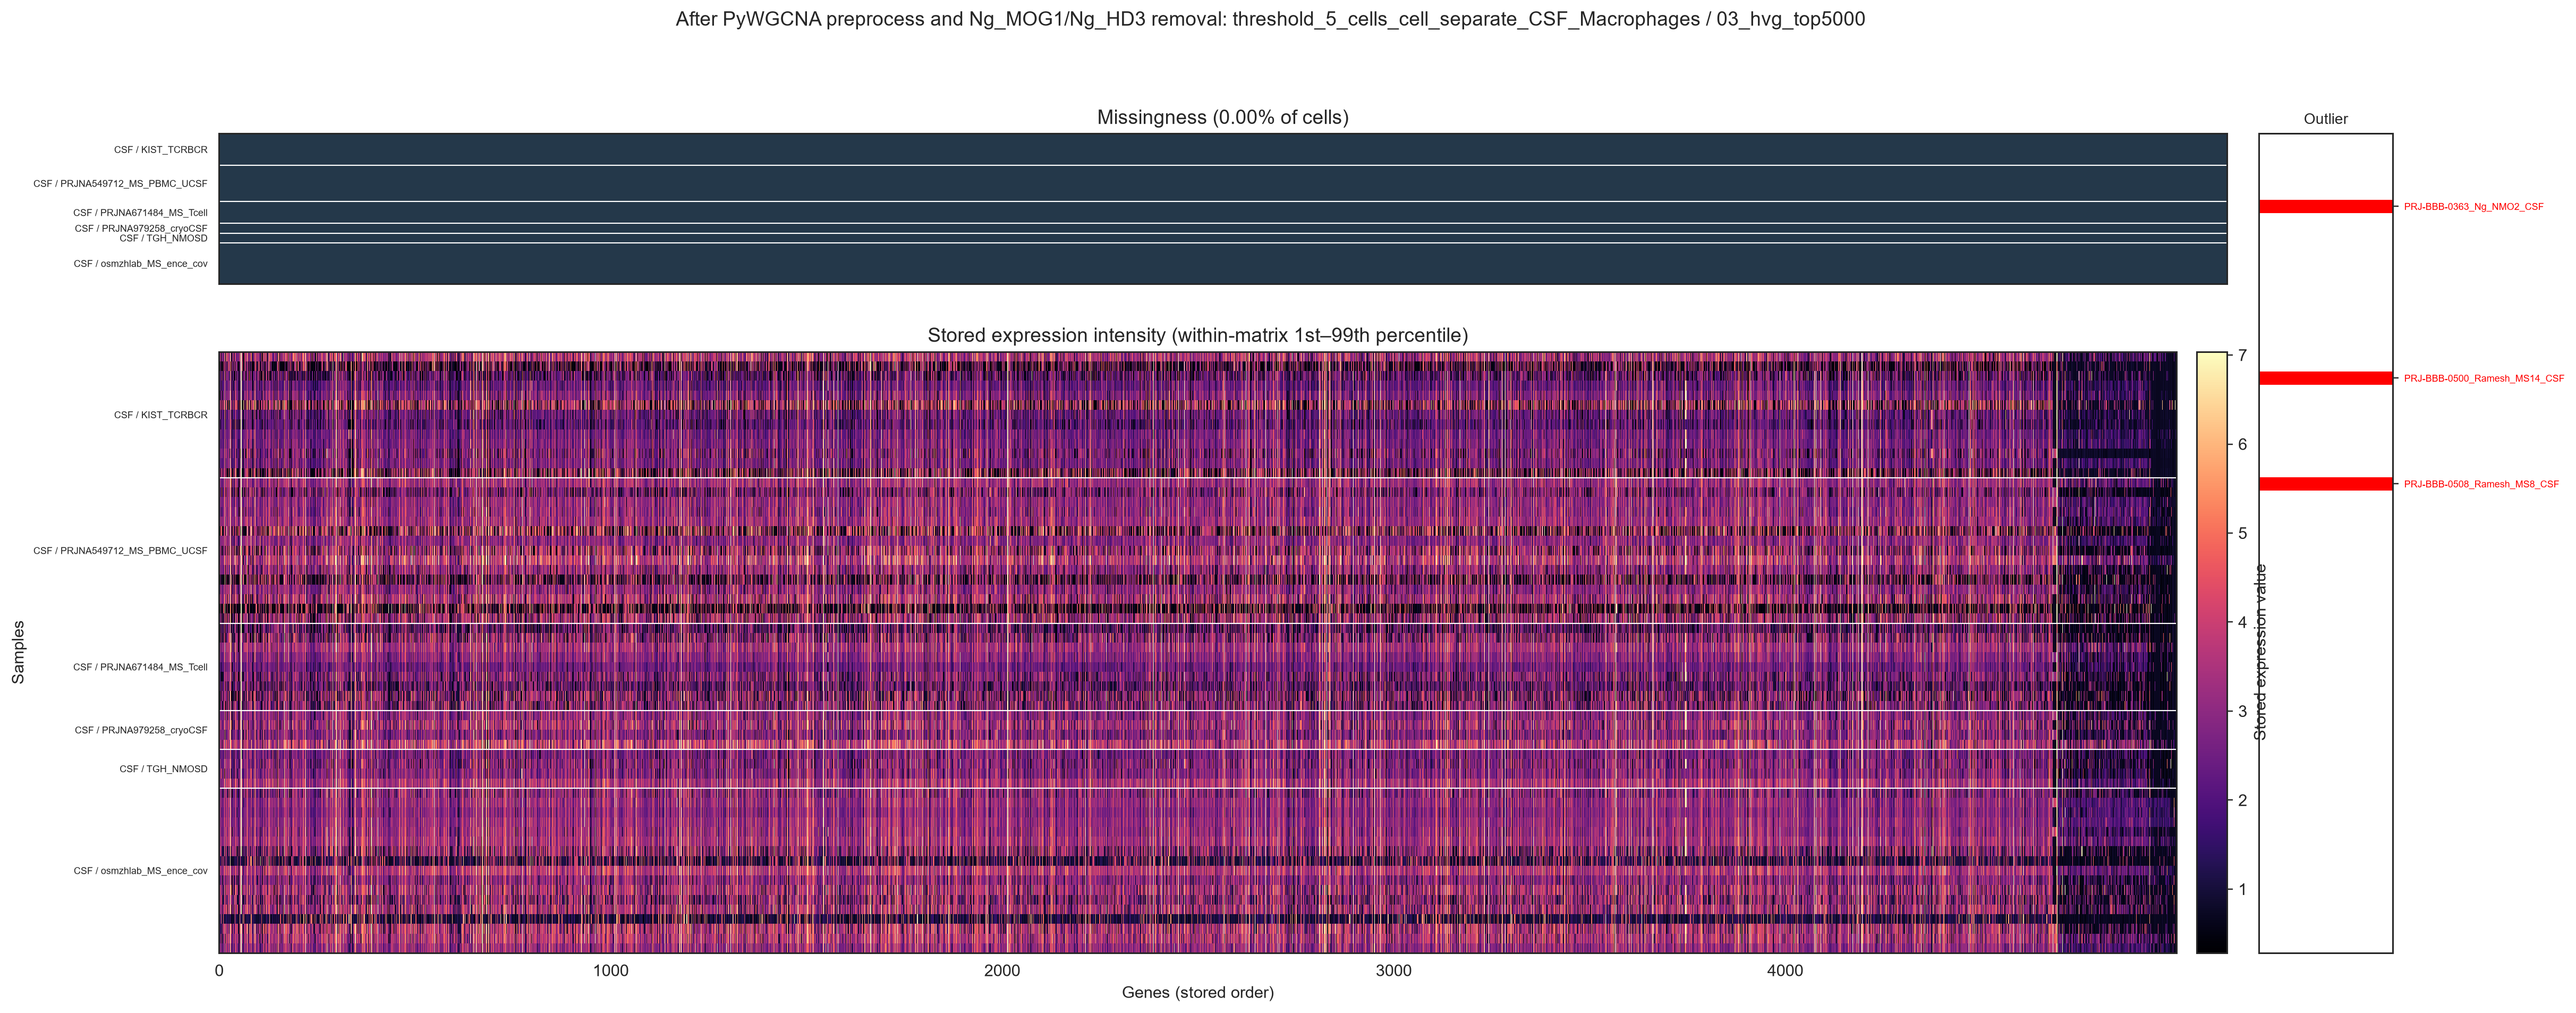 After PyWGCNA preprocess and Ng_MOG1/Ng_HD3 removal: threshold_5_cells_cell_separate_CSF_Macrophages / 03_hvg_top5000
Missingness (0.00% of cells)
CSF / KIST_TCRBCR
CSF / PRJNA549712_MS_PBMC_UCSF
CSF / PRJNA671484_MS_Tcell
CSF / PRJNA979258_cryoCSF
CSF / TGH_NMOSD
CSF / osmzhlab_MS_ence_cov
Outlier
PRJ-BBB-0363_Ng_NMO2_CSF
PRJ-BBB-0500_Ramesh_MS14_CSF
PRJ-BBB-0508_Ramesh_MS8_CSF
Stored expression intensity (within-matrix 1st–99th percentile)
Samples
CSF / KIST_TCRBCR
CSF / PRJNA549712_MS_PBMC_UCSF
CSF / PRJNA671484_MS_Tcell
CSF / PRJNA979258_cryoCSF
CSF / TGH_NMOSD
CSF / osmzhlab_MS_ence_cov
0 1000 2000 3000 4000
Genes (stored order)
7
6
5
4
3
2
1
Stored expression value